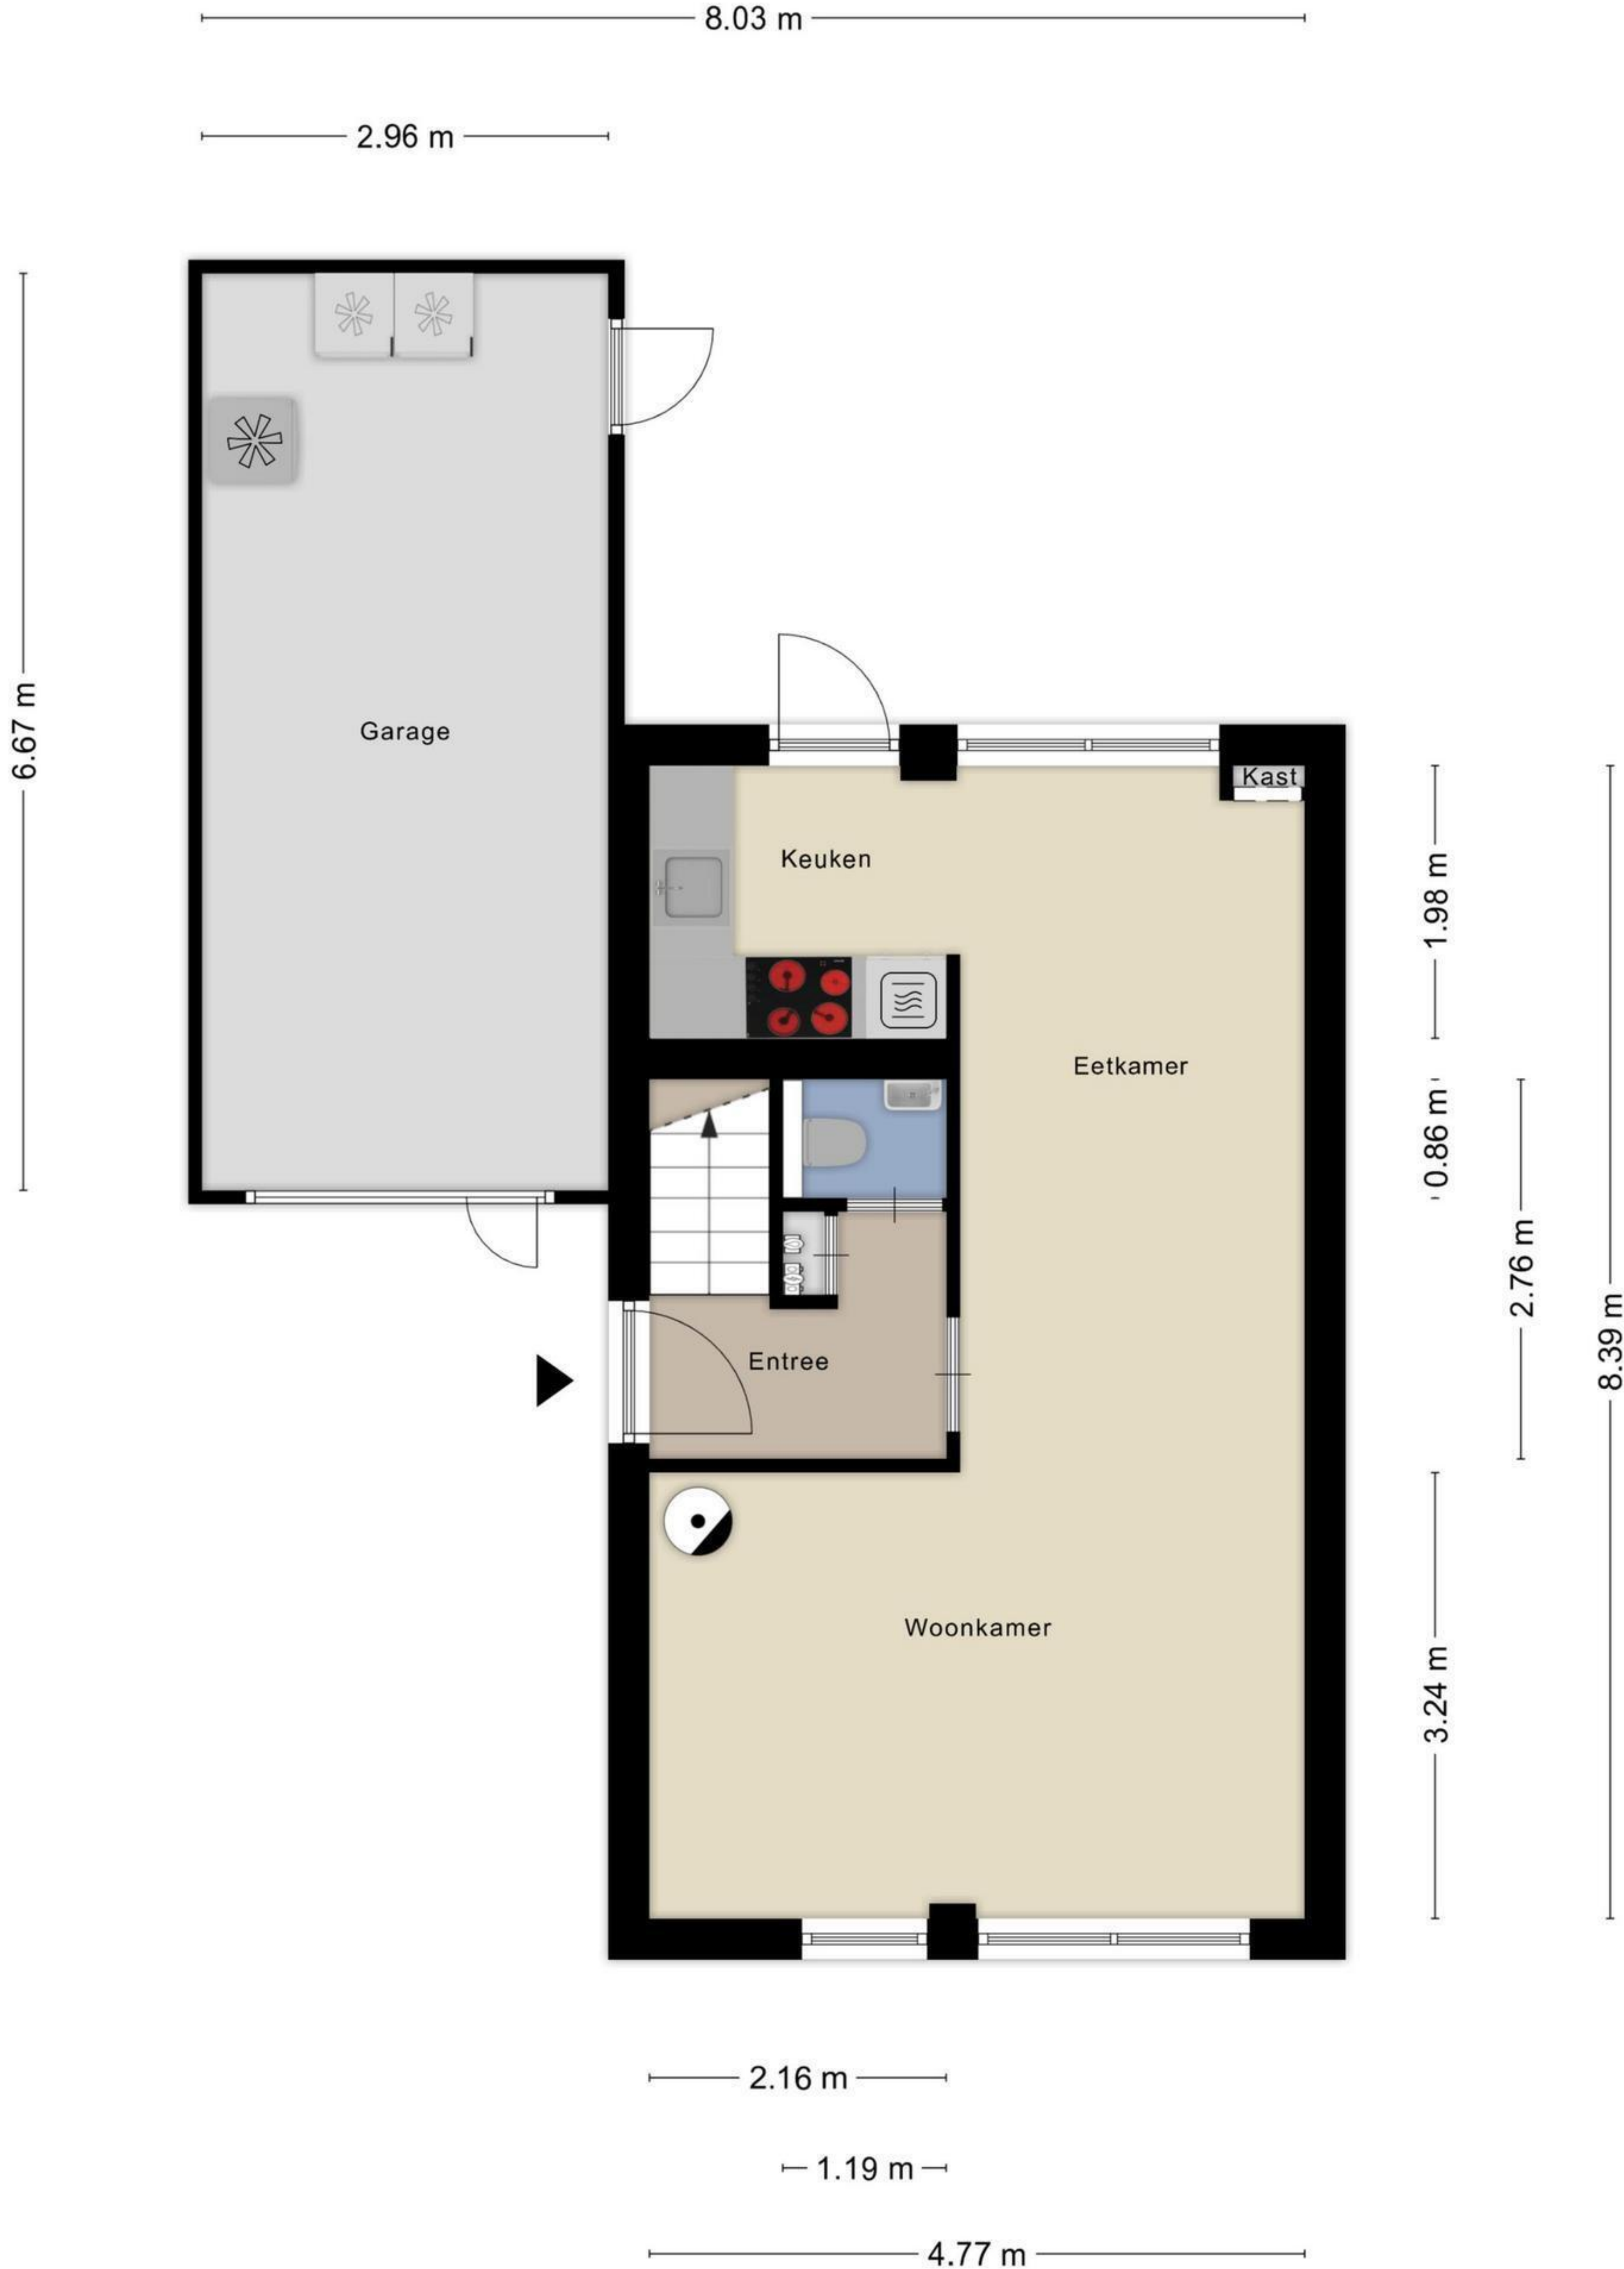 8.03 m
2.96 m
6.67 m
Garage
Kast
Keuken
1.98 m
Eetkamer
0.86 m
2.76 m
8.39 m
Entree
Woonkamer
3.24 m
2.16 m
1.19 m
4.77 m